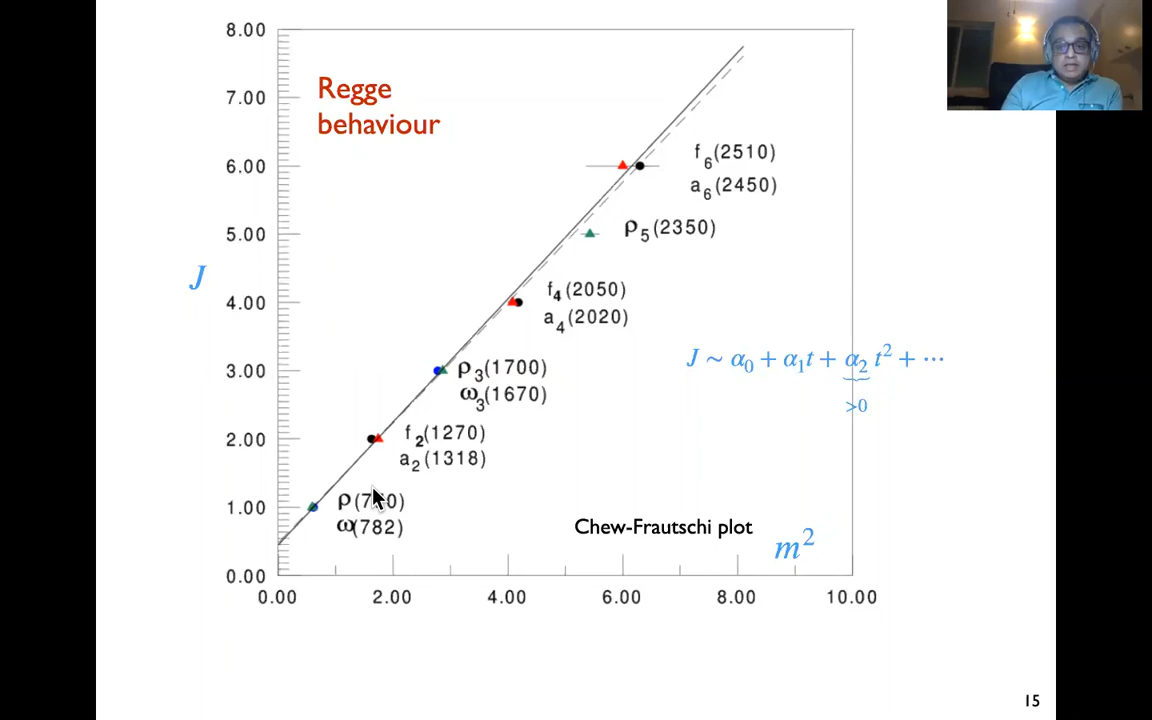 8.00
Regge
behaviour
7.00
f6(2510)
6.00
a6(2450)
ρ5(2350)
5.00
J
f4(2050)
4.00
a4(2020)
J ~ α0 + α1t + α2 t² + ⋯
>0
3.00
ρ3(1700)
ω3(1670)
2.00
f2(1270)
a2(1318)
1.00
ω(782)
Chew-Frautschi plot
m²
0.00
0.00 2.00 4.00 6.00 8.00 10.00
15